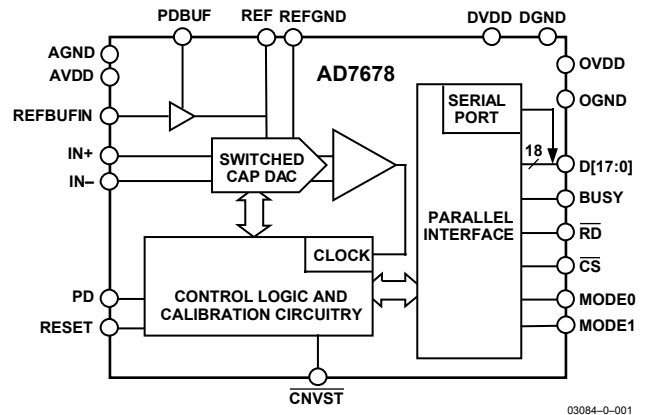 PDBUF REF REFGND DVDD DGND
AGND
AVDD
AD7678
OVDD
OGND
REFBUFIN
SERIAL
PORT
IN+
IN–
SWITCHED
CAP DAC
18
D[17:0]
BUSY
PARALLEL
INTERFACE
RD
CS
CLOCK
PD
RESET
CONTROL LOGIC AND
CALIBRATION CIRCUITRY
MODE0
MODE1
CNVST
03084–0–001